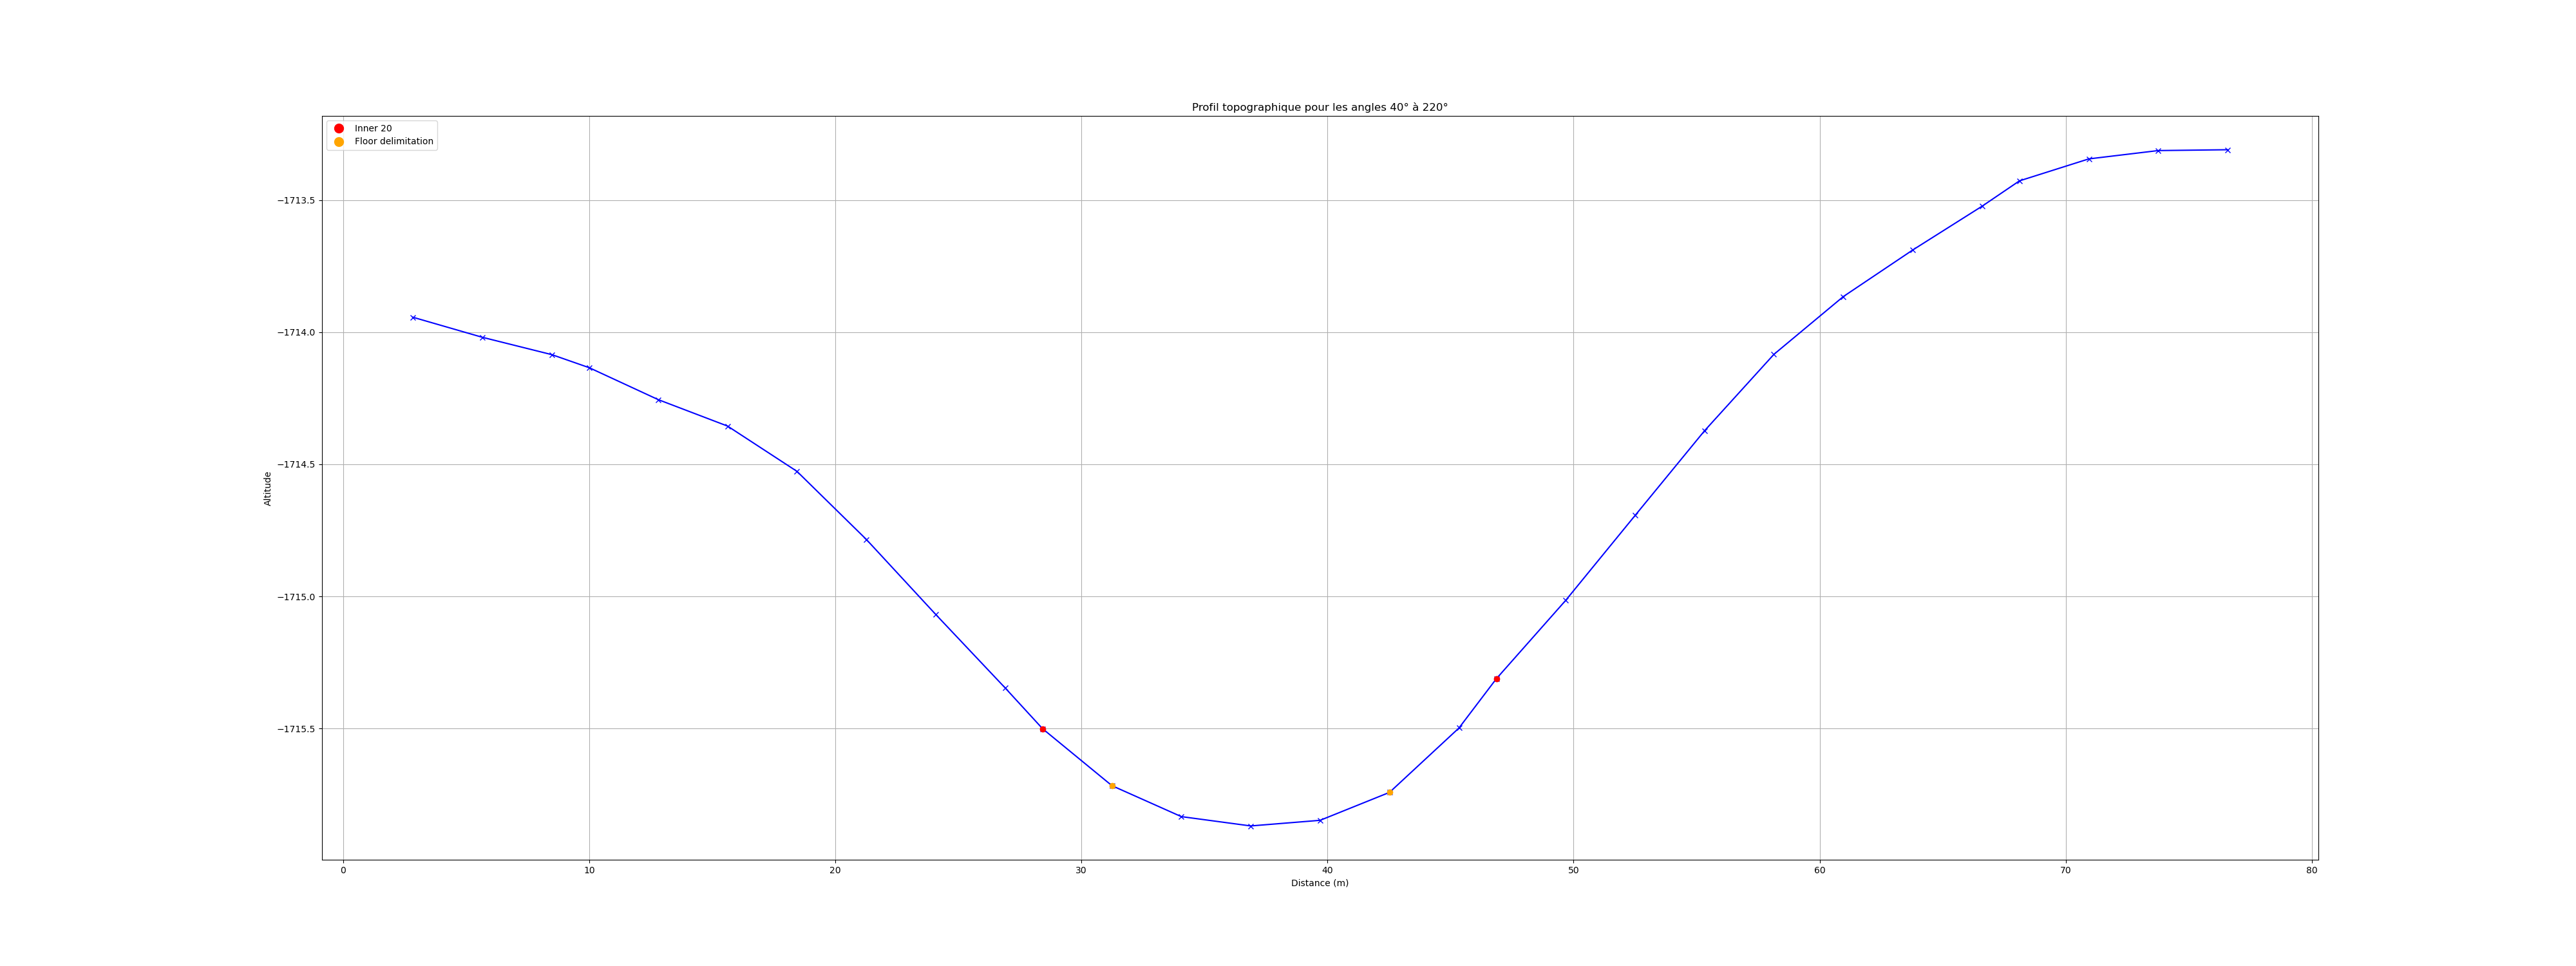 Profil topographique pour les angles 40° à 220°
Inner 20
Floor delimitation
−1713.5
−1714.0
−1714.5
−1715.0
−1715.5
Altitude
0 10 20 30 40 50 60 70 80
Distance (m)